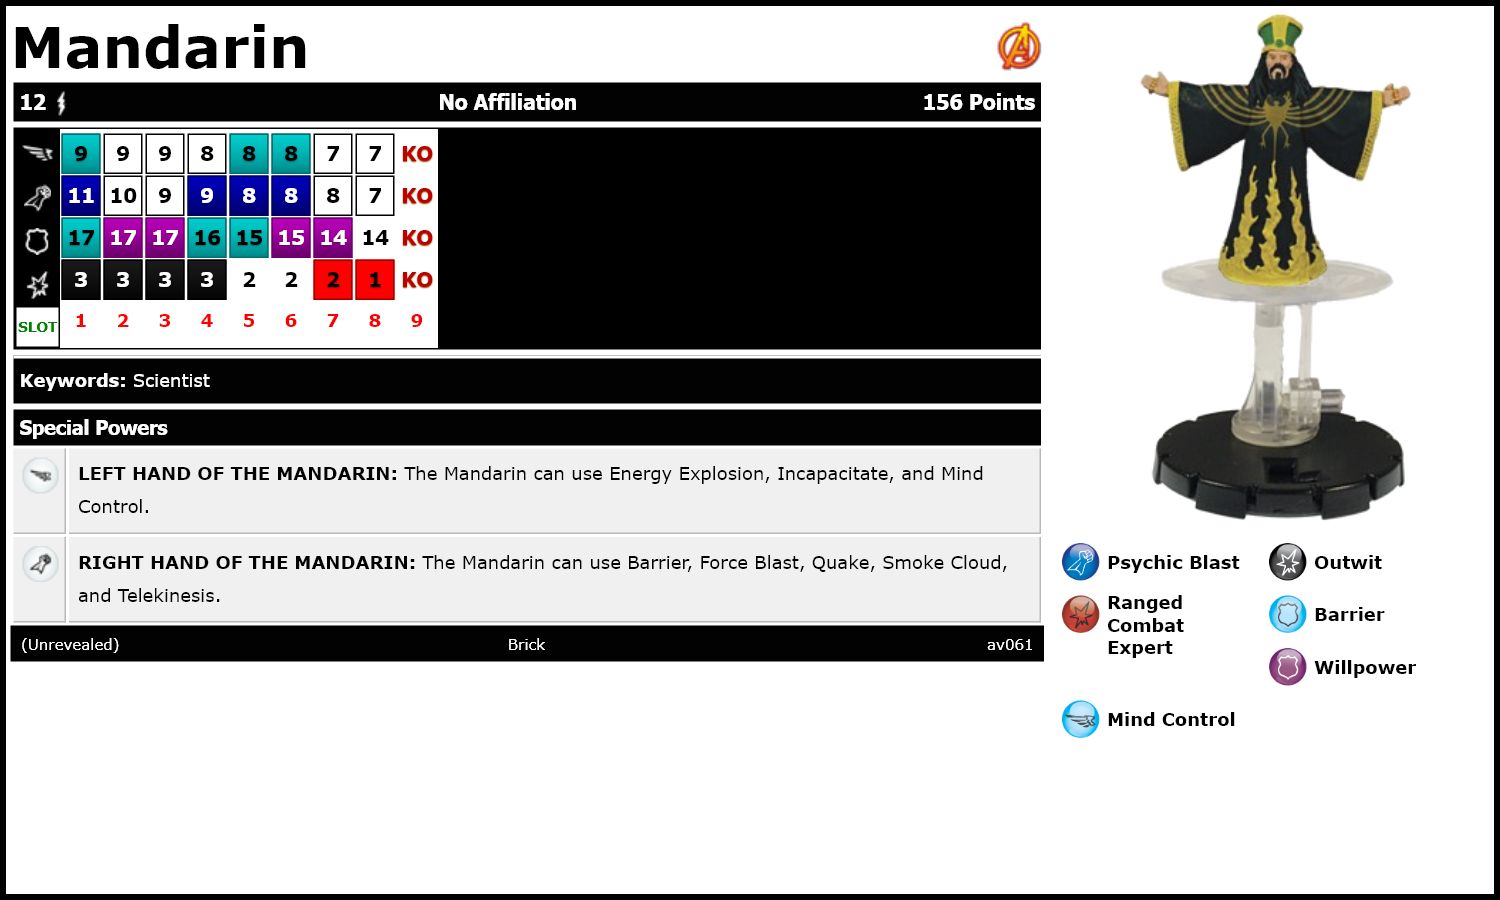 Mandarin
12 No Affiliation 156 Points
9 9 9 8 8 8 7 7 KO
11 10 9 9 8 8 8 7 KO
17 17 17 16 15 15 14 14 KO
3 3 3 3 2 2 2 1 KO
SLOT 1 2 3 4 5 6 7 8 9
Keywords: Scientist
Special Powers
LEFT HAND OF THE MANDARIN: The Mandarin can use Energy Explosion, Incapacitate, and Mind
Control.
RIGHT HAND OF THE MANDARIN: The Mandarin can use Barrier, Force Blast, Quake, Smoke Cloud,
and Telekinesis.
(Unrevealed) Brick av061
Psychic Blast Outwit
Ranged
Combat
Expert
Barrier
Willpower
Mind Control